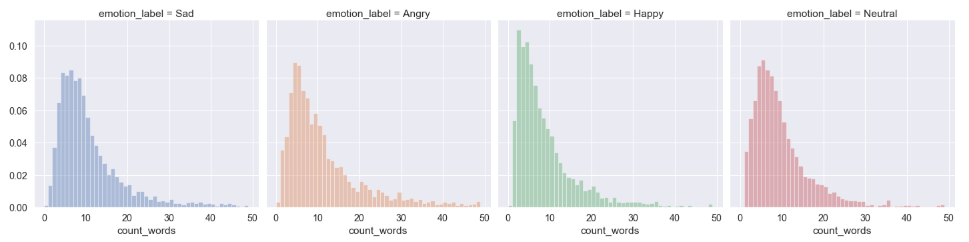 emotion_label = Sad
emotion_label = Angry
emotion_label = Happy
emotion_label = Neutral
0.10
0.08
0.06
0.04
0.02
0.00
0 10 20 30 40 50
0 10 20 30 40 50
0 10 20 30 40 50
0 10 20 30 40 50
count_words
count_words
count_words
count_words